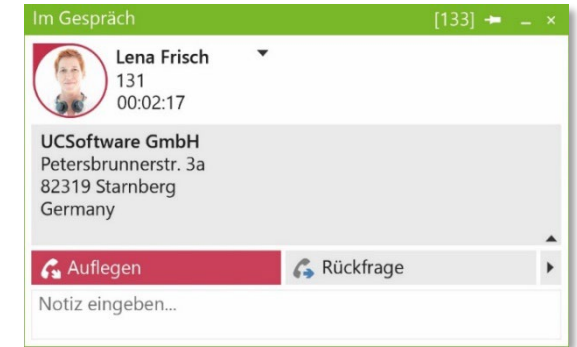 Im Gespräch [133]
Lena Frisch
131
00:02:17
UCSoftware GmbH
Petersbrunnerstr. 3a
82319 Starnberg
Germany
Auflegen Rückfrage
Notiz eingeben...